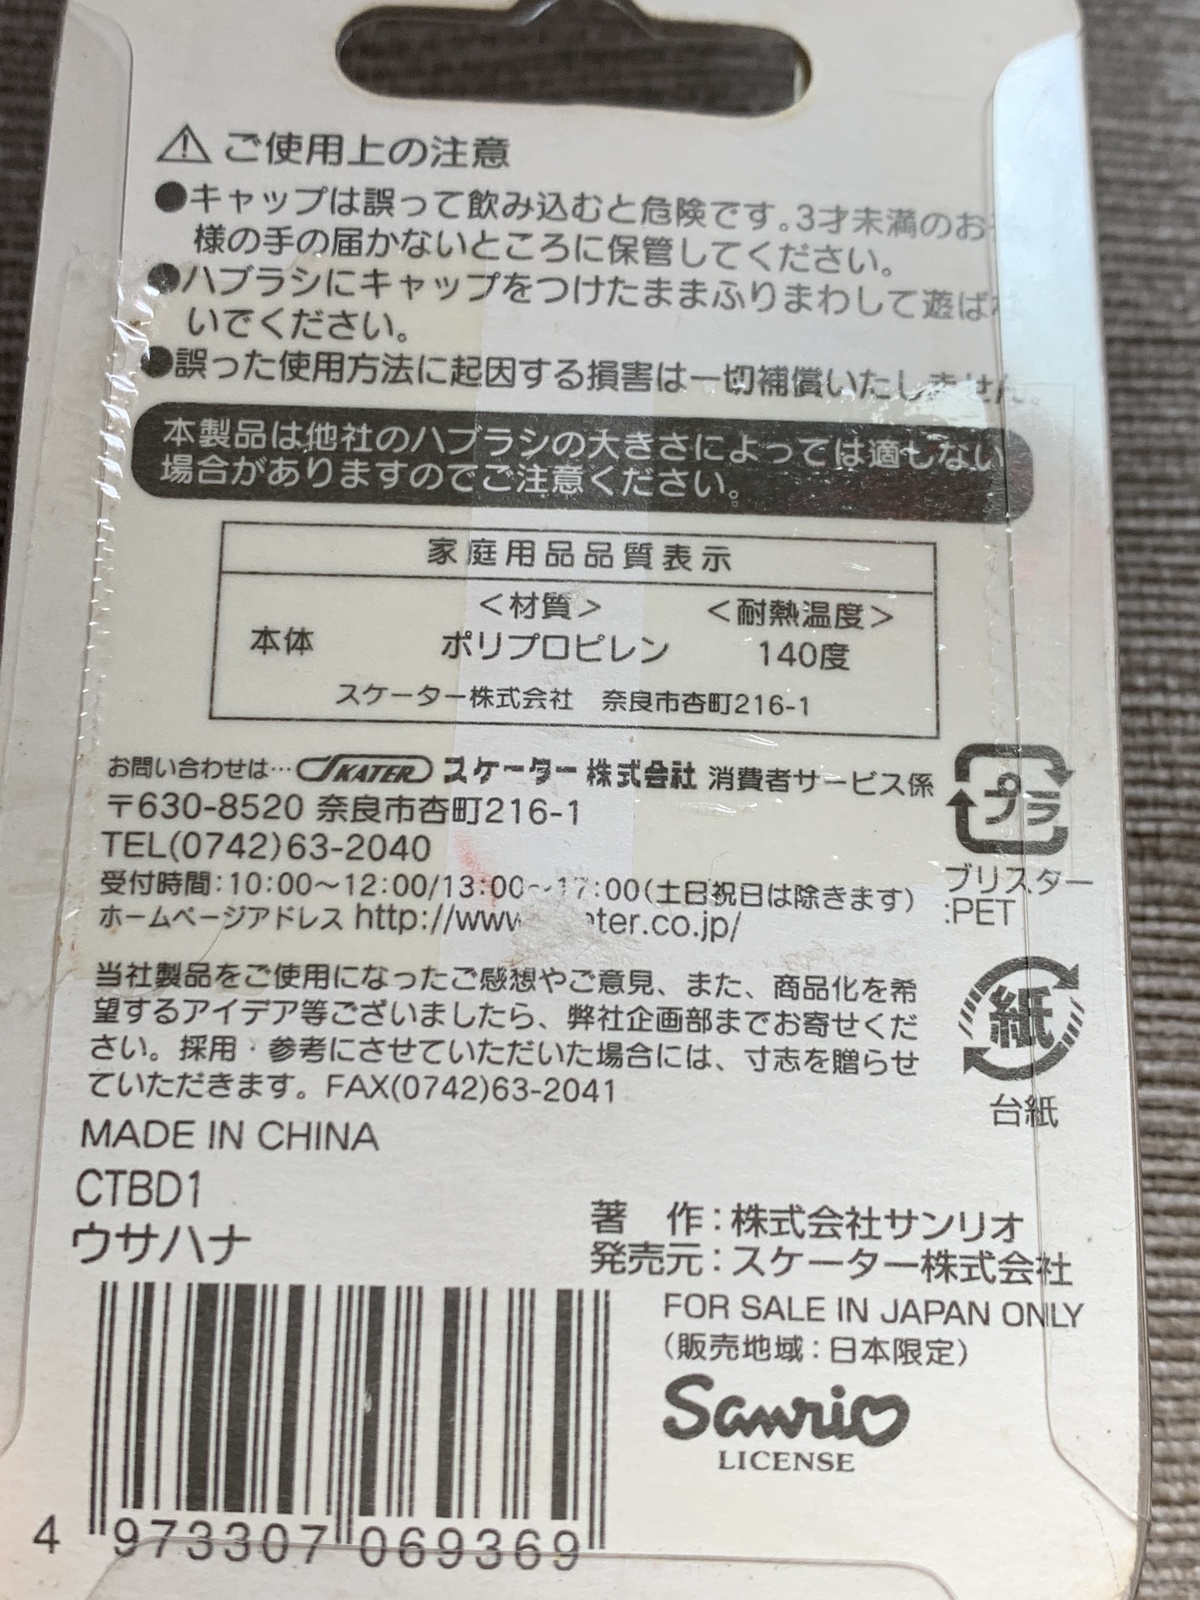 ⚠ご使用上の注意
●キャップは誤って飲み込むと危険です。3才未満のお子
様の手の届かないところに保管してください。
●ハブラシにキャップをつけたままふりまわして遊ばな
いでください。
●誤った使用方法に起因する損害は一切補償いたしません。
本製品は他社のハブラシの大きさによっては適しない
場合がありますのでご注意ください。
家庭用品品質表示
<材質> <耐熱温度>
本体 ポリプロピレン 140度
スケーター株式会社 奈良市杏町216-1
お問い合わせは… SKATER スケーター株式会社 消費者サービス係
〒630-8520 奈良市杏町216-1
TEL(0742)63-2040
受付時間:10:00〜12:00/13:00〜17:00(土日祝日は除きます)
ホームページアドレス http://www ter.co.jp/
プラ
ブリスター
:PET
当社製品をご使用になったご感想やご意見、また、商品化を希
望するアイデア等ございましたら、弊社企画部までお寄せくだ
さい。採用・参考にさせていただいた場合には、寸志を贈らせ
ていただきます。FAX(0742)63-2041
紙
台紙
MADE IN CHINA
CTBD1
ウサハナ
著 作:株式会社サンリオ
発売元:スケーター株式会社
FOR SALE IN JAPAN ONLY
(販売地域:日本限定)
Sanrio
LICENSE
4 973307 069369